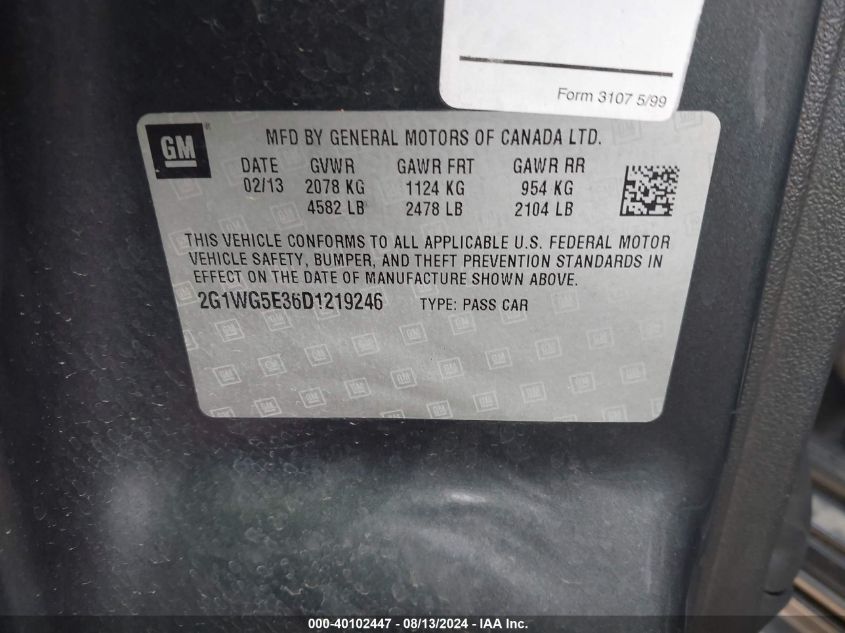 Form 3107 5/99
GM ®
MFD BY GENERAL MOTORS OF CANADA LTD.
DATE GVWR GAWR FRT GAWR RR
02/13 2078 KG 1124 KG 954 KG
4582 LB 2478 LB 2104 LB
THIS VEHICLE CONFORMS TO ALL APPLICABLE U.S. FEDERAL MOTOR
VEHICLE SAFETY, BUMPER, AND THEFT PREVENTION STANDARDS IN
EFFECT ON THE DATE OF MANUFACTURE SHOWN ABOVE.
2G1WG5E36D1219246 TYPE: PASS CAR
000-40102447 - 08/13/2024 - IAA Inc.